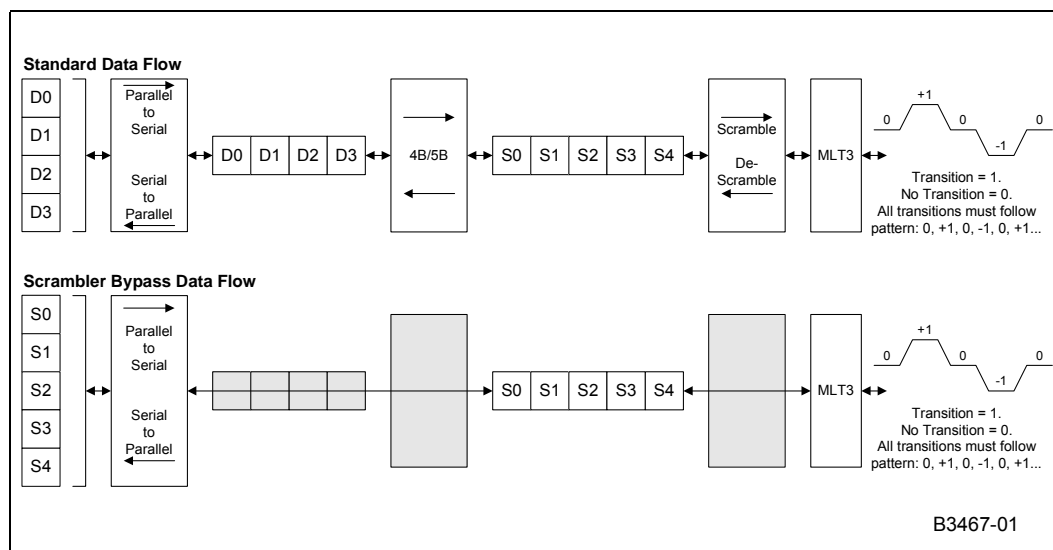 Standard Data Flow
D0
D1
D2
D3
Parallel
to
Serial
Serial
to
Parallel
D0 D1 D2 D3
4B/5B
S0 S1 S2 S3 S4
Scramble
De-
Scramble
MLT3
0 +1 0 -1 0
Transition = 1.
No Transition = 0.
All transitions must follow
pattern: 0, +1, 0, -1, 0, +1...
Scrambler Bypass Data Flow
S0
S1
S2
S3
S4
Parallel
to
Serial
Serial
to
Parallel
S0 S1 S2 S3 S4
MLT3
0 +1 0 -1 0
Transition = 1.
No Transition = 0.
All transitions must follow
pattern: 0, +1, 0, -1, 0, +1...
B3467-01